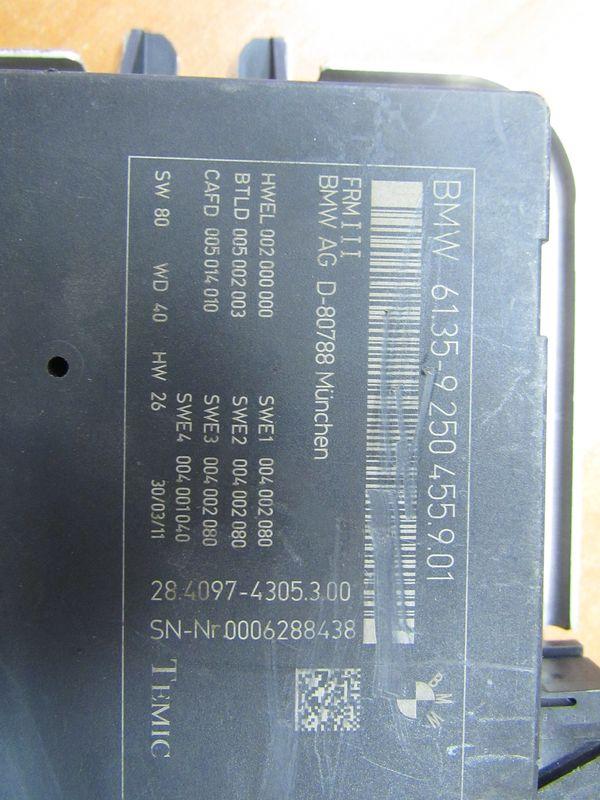 BMW 6135-9 250 455.9.01
FRM III
BMW AG D-80788 München
HWEL 002 000 000 SWE1 004 002 080
BTLD 005 002 003 SWE2 004 002 080
CAFD 005 014 010 SWE3 004 002 080
SWE4 004 001 040
SW 80 WD 40 HW 26 30/03/11
28.4097-4305.3.00
SN-Nr.0006288438
TEMIC
BMW